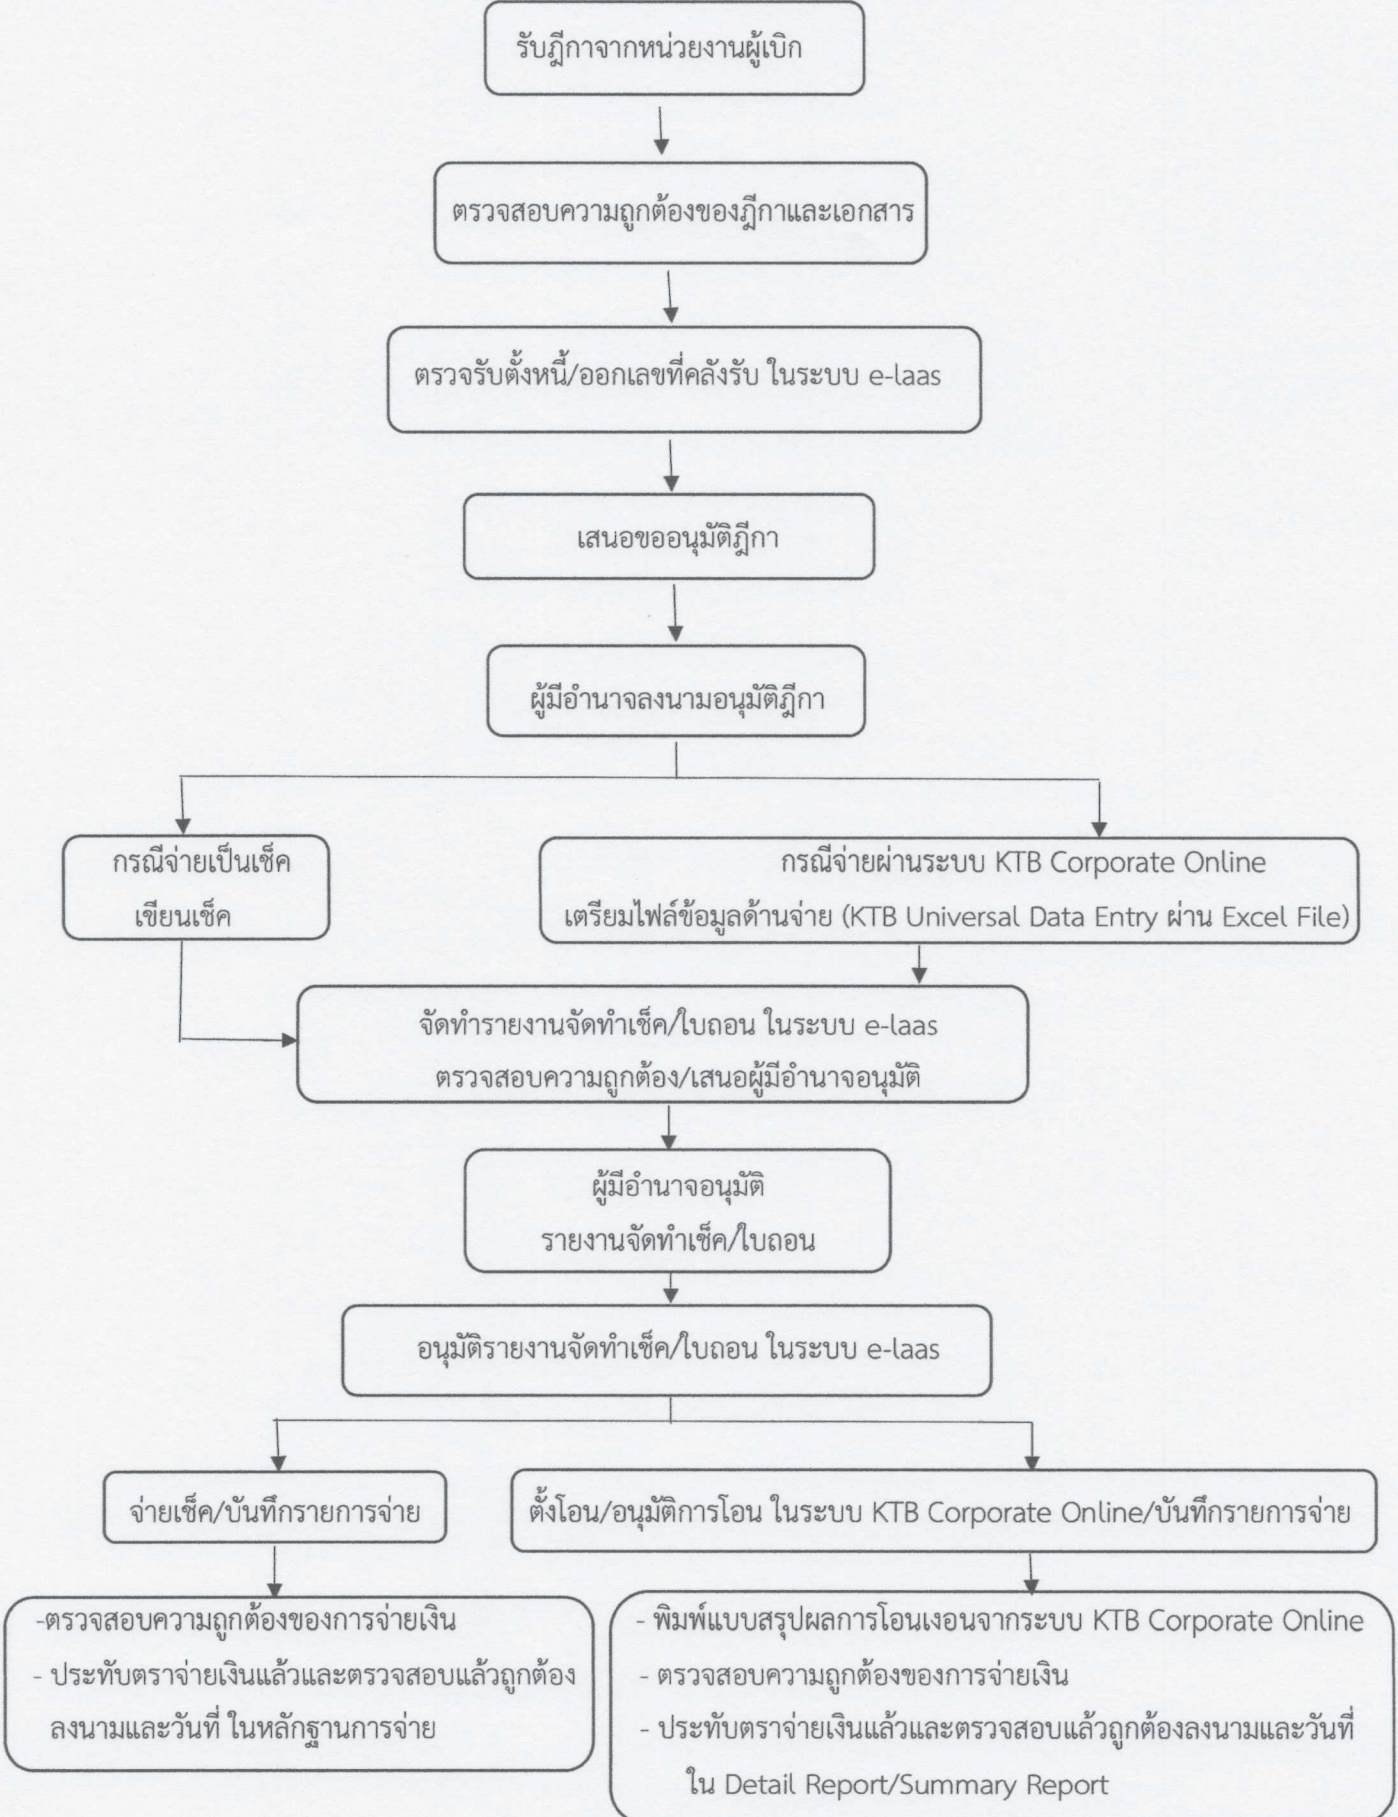 รับฎีกาจากหน่วยงานผู้เบิก
ตรวจสอบความถูกต้องของฎีกาและเอกสาร
ตรวจรับตั้งหนี้/ออกเลขที่คลังรับ ในระบบ e-laas
เสนอขออนุมัติฎีกา
ผู้มีอำนาจลงนามอนุมัติฎีกา
กรณีจ่ายเป็นเช็ค
เขียนเช็ค
กรณีจ่ายผ่านระบบ KTB Corporate Online
เตรียมไฟล์ข้อมูลด้านจ่าย (KTB Universal Data Entry ผ่าน Excel File)
จัดทำรายงานจัดทำเช็ค/ใบถอน ในระบบ e-laas
ตรวจสอบความถูกต้อง/เสนอผู้มีอำนาจอนุมัติ
ผู้มีอำนาจอนุมัติ
รายงานจัดทำเช็ค/ใบถอน
อนุมัติรายงานจัดทำเช็ค/ใบถอน ในระบบ e-laas
จ่ายเช็ค/บันทึกรายการจ่าย
ตั้งโอน/อนุมัติการโอน ในระบบ KTB Corporate Online/บันทึกรายการจ่าย
-ตรวจสอบความถูกต้องของการจ่ายเงิน
- ประทับตราจ่ายเงินแล้วและตรวจสอบแล้วถูกต้อง
ลงนามและวันที่ ในหลักฐานการจ่าย
- พิมพ์แบบสรุปผลการโอนเงอนจากระบบ KTB Corporate Online
- ตรวจสอบความถูกต้องของการจ่ายเงิน
- ประทับตราจ่ายเงินแล้วและตรวจสอบแล้วถูกต้องลงนามและวันที่
ใน Detail Report/Summary Report